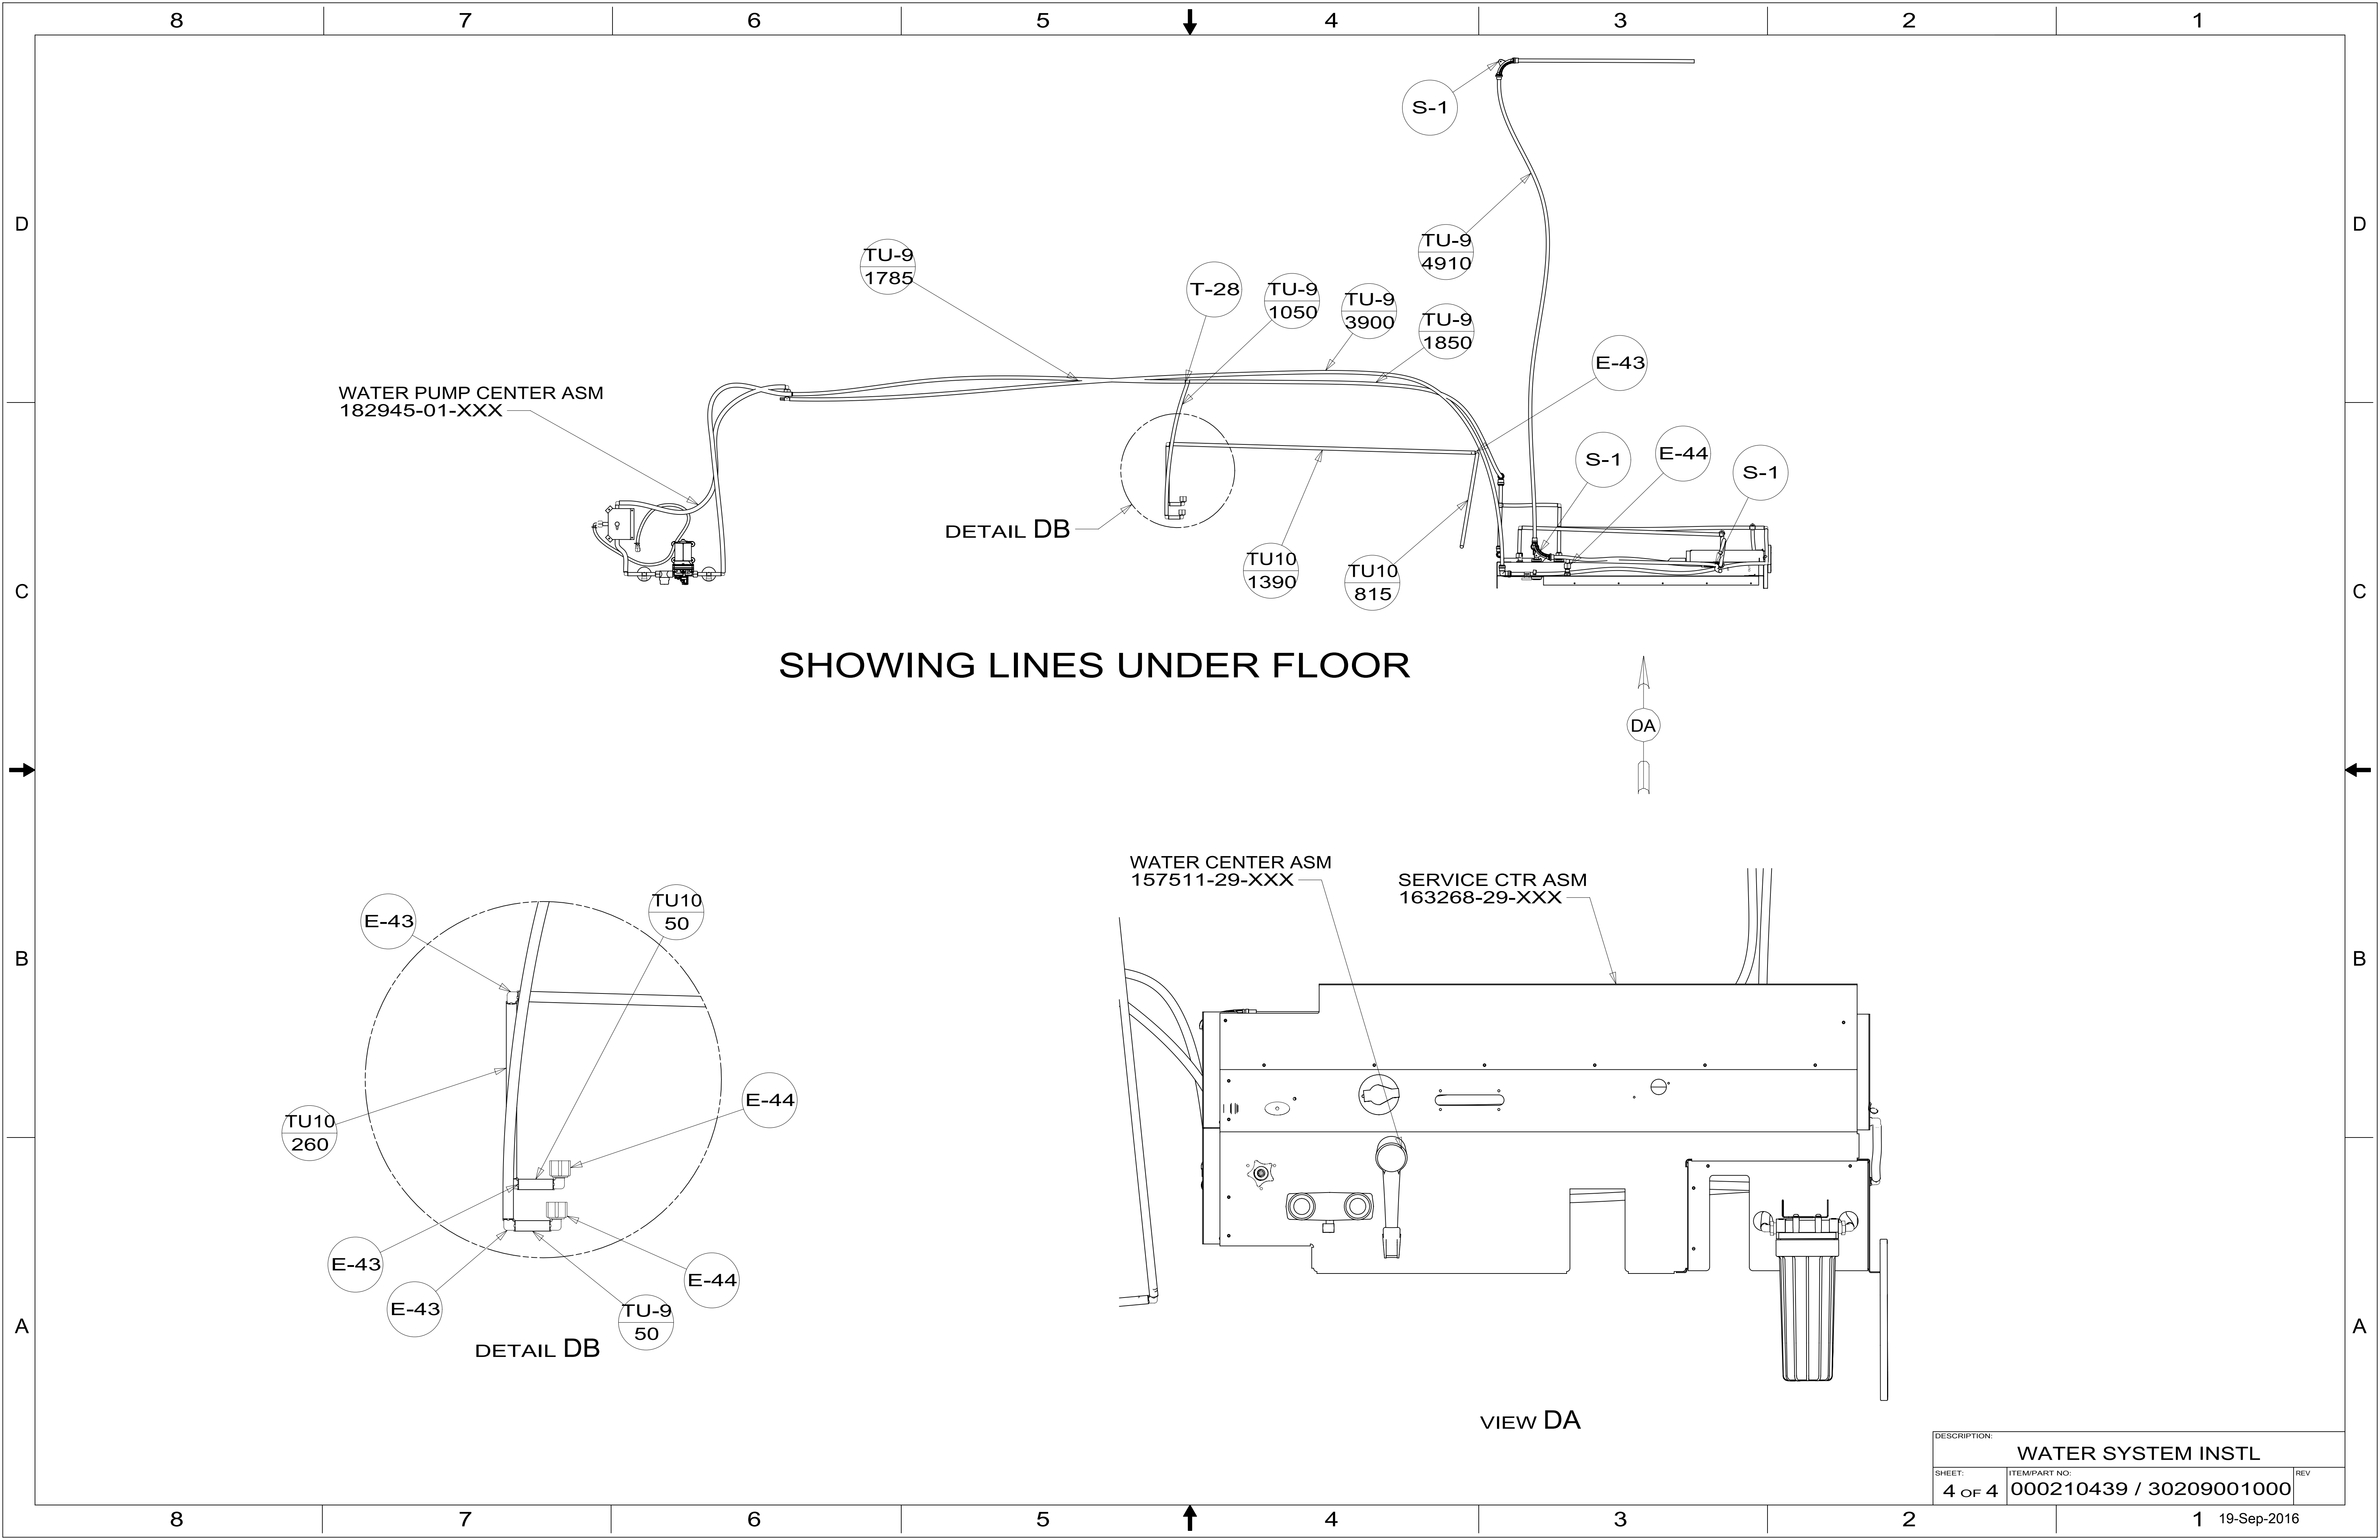 8 7 6 5 4 3 2 1
S-1
D
D
TU-9
4910
TU-9
1785
T-28
TU-9
1050
TU-9
3900
TU-9
1850
E-43
WATER PUMP CENTER ASM
182945-01-XXX
S-1
E-44
S-1
DETAIL DB
TU10
1390
TU10
815
C
C
SHOWING LINES UNDER FLOOR
DA
WATER CENTER ASM
157511-29-XXX
SERVICE CTR ASM
163268-29-XXX
TU10
50
E-43
B
B
E-44
TU10
260
E-43
E-44
E-43
TU-9
50
A
A
DETAIL DB
VIEW DA
DESCRIPTION:
WATER SYSTEM INSTL
SHEET:
4 OF 4
ITEM/PART NO:
000210439 / 30209001000
REV
8 7 6 5 4 3 2 1
19-Sep-2016